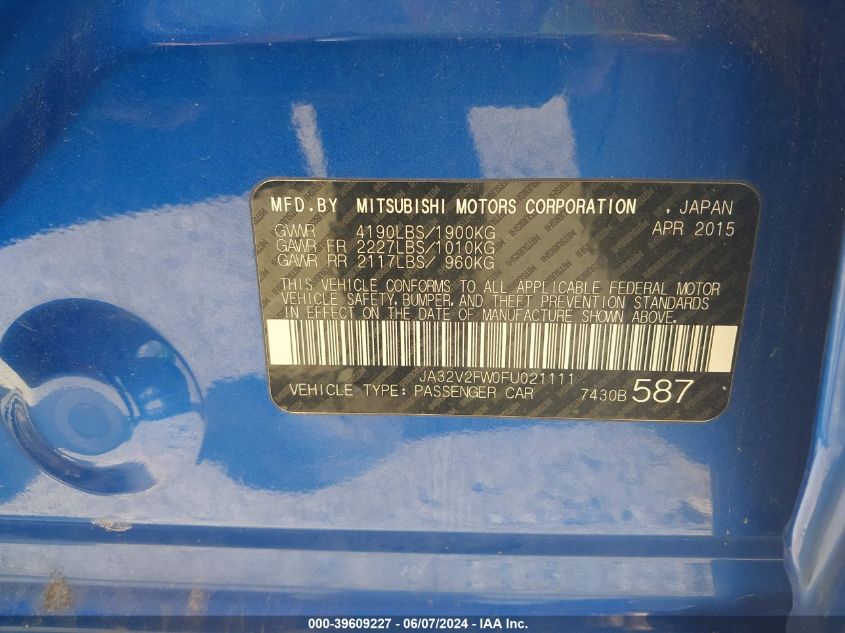 MFD.BY MITSUBISHI MOTORS CORPORATION , JAPAN
GVWR 4190LBS/1900KG APR 2015
GAWR FR 2227LBS/1010KG
GAWR RR 2117LBS/ 960KG
THIS VEHICLE CONFORMS TO ALL APPLICABLE FEDERAL MOTOR
VEHICLE SAFETY, BUMPER, AND THEFT PREVENTION STANDARDS
IN EFFECT ON THE DATE OF MANUFACTURE SHOWN ABOVE.
JA32V2FW0FU021111
VEHICLE TYPE: PASSENGER CAR 7430B 587
000-39609227 - 06/07/2024 - IAA Inc.